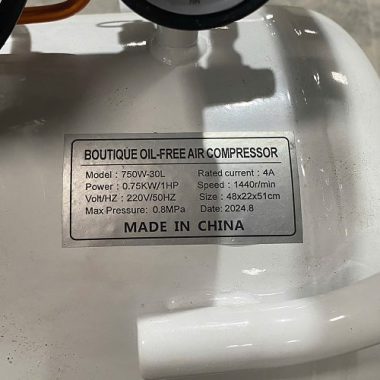 BOUTIQUE OIL-FREE AIR COMPRESSOR
Model : 750W-30L Rated current : 4A
Power : 0.75KW/1HP Speed : 1440r/min
Volt/HZ : 220V/50HZ Size : 48x22x51cm
Max Pressure: 0.8MPa Date: 2024.8
MADE IN CHINA